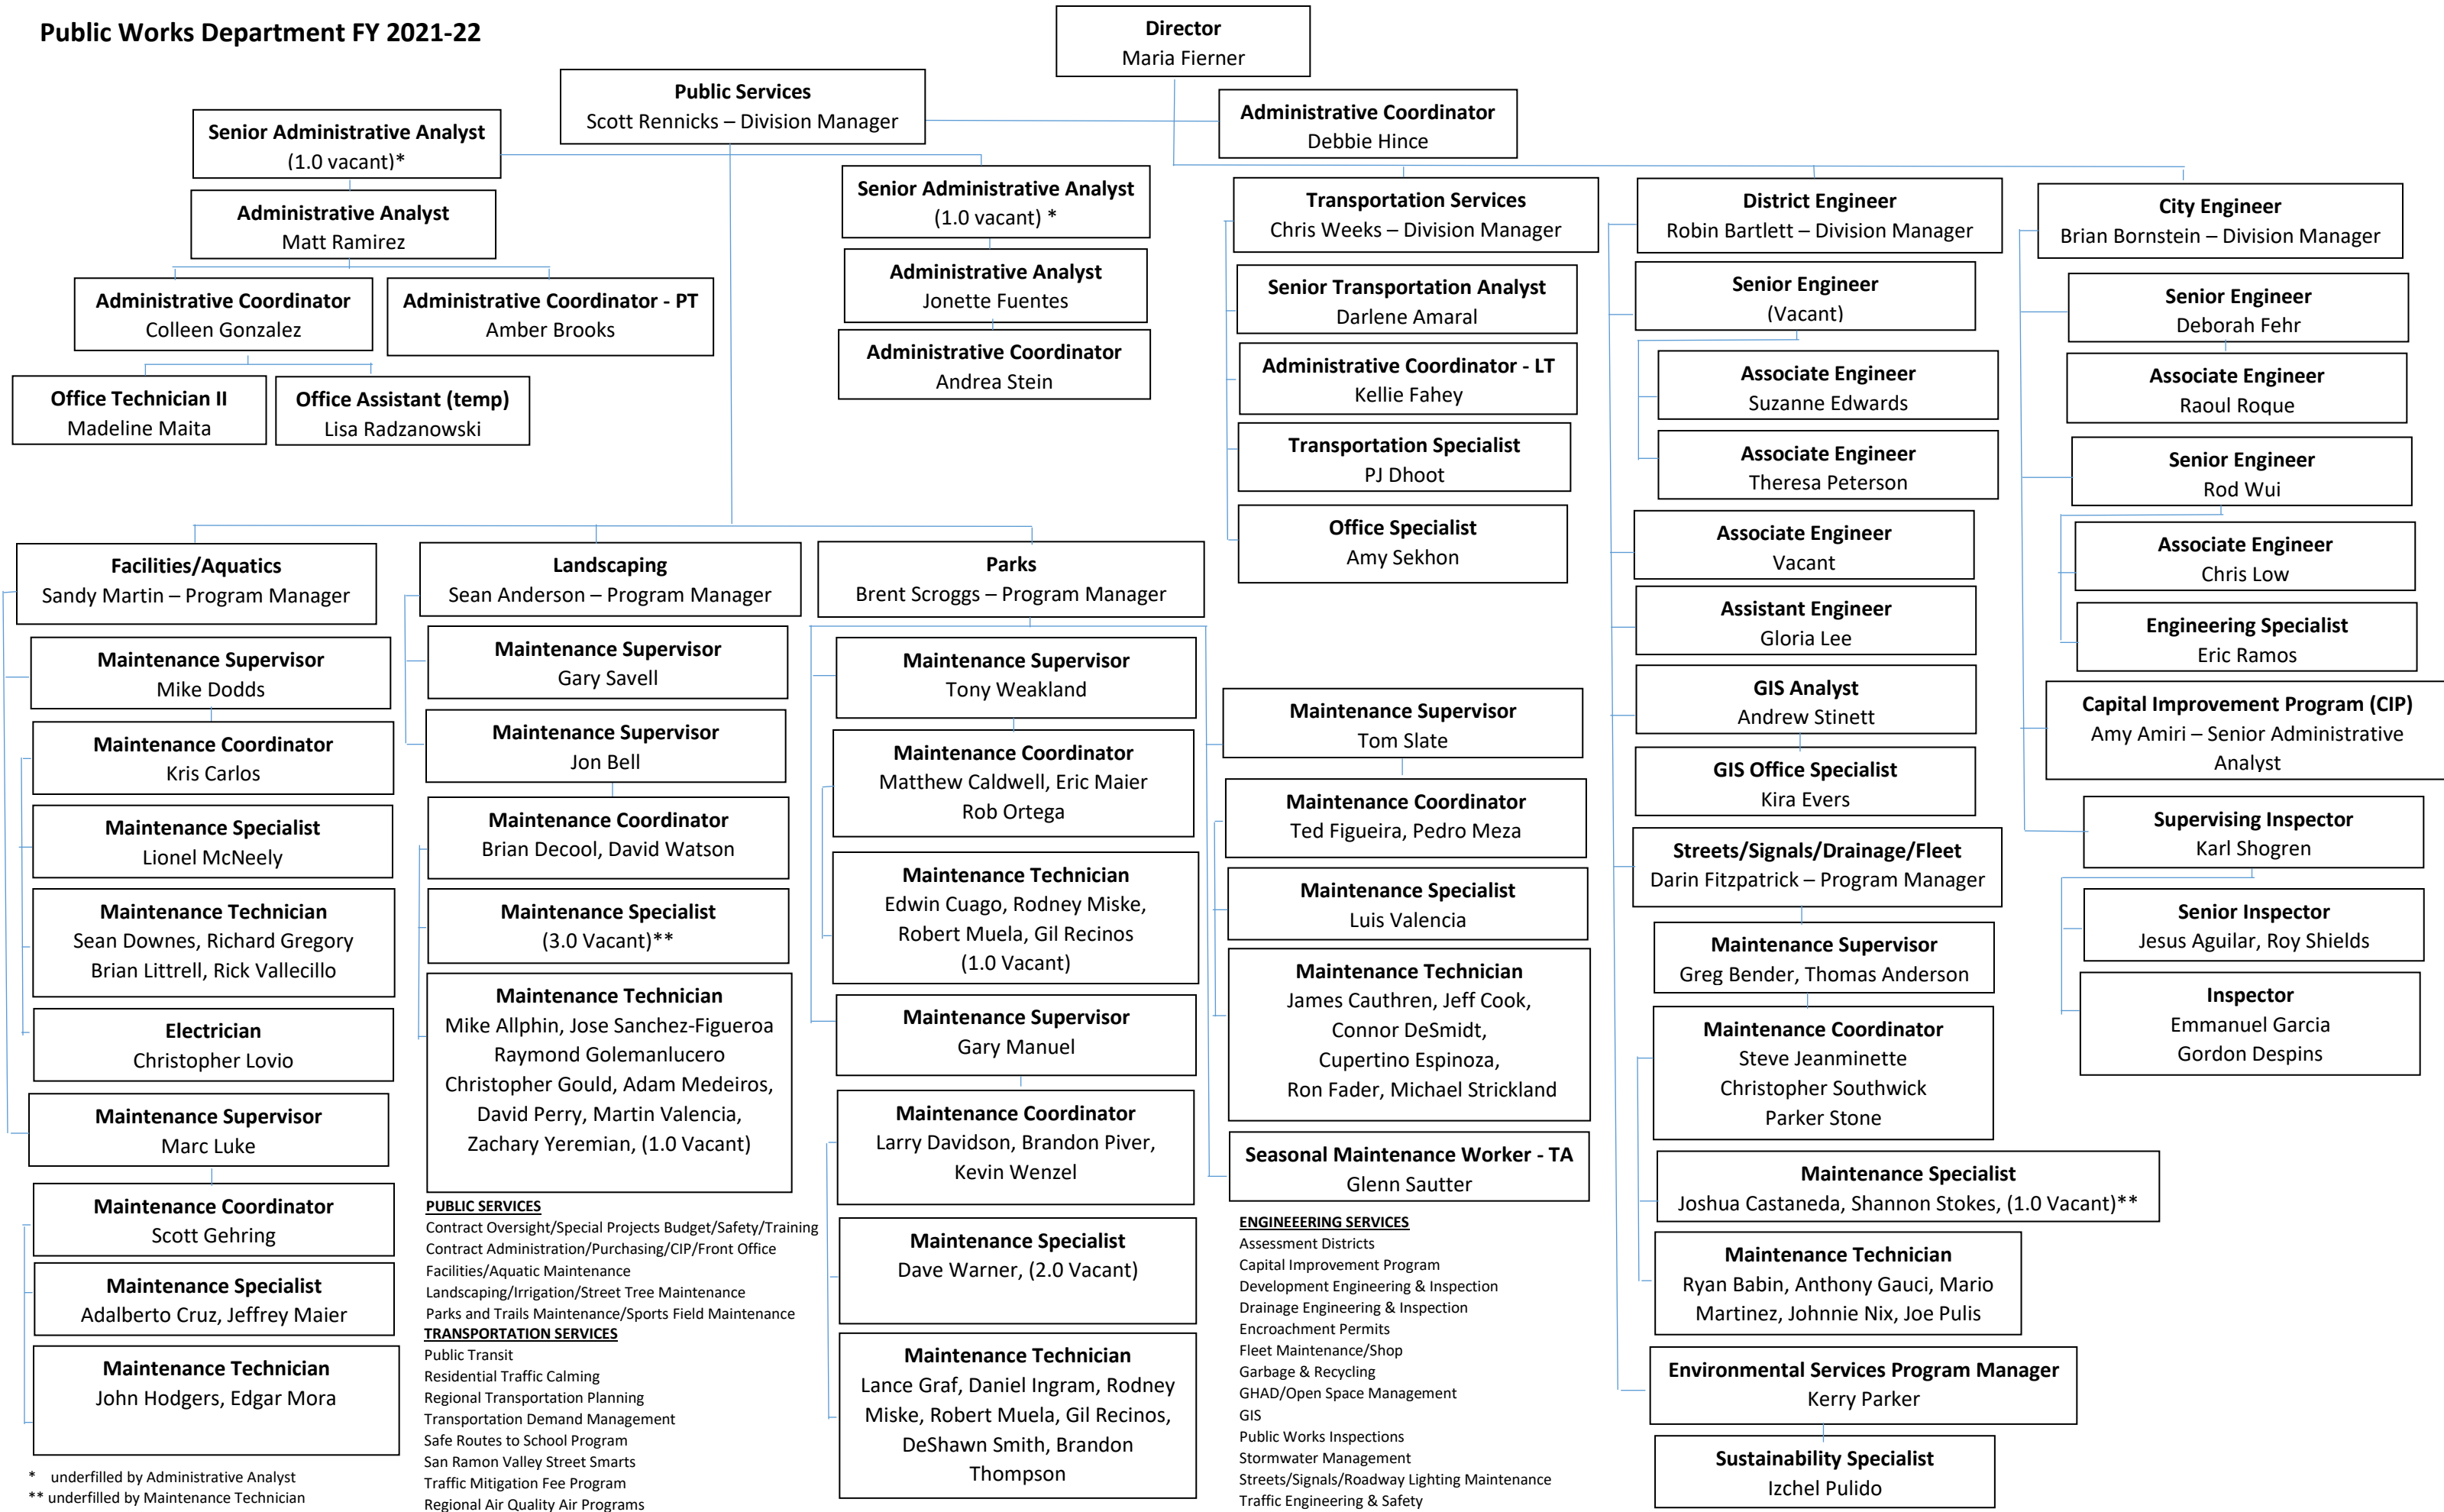 Public Works Department FY 2021-22
Director
Maria Fierner
Public Services
Scott Rennicks – Division Manager
Administrative Coordinator
Debbie Hince
Senior Administrative Analyst
(1.0 vacant)*
Administrative Analyst
Matt Ramirez
Administrative Coordinator
Colleen Gonzalez
Administrative Coordinator - PT
Amber Brooks
Office Technician II
Madeline Maita
Office Assistant (temp)
Lisa Radzanowski
Senior Administrative Analyst
(1.0 vacant) *
Administrative Analyst
Jonette Fuentes
Administrative Coordinator
Andrea Stein
Transportation Services
Chris Weeks – Division Manager
Senior Transportation Analyst
Darlene Amaral
Administrative Coordinator - LT
Kellie Fahey
Transportation Specialist
PJ Dhoot
Office Specialist
Amy Sekhon
District Engineer
Robin Bartlett – Division Manager
Senior Engineer
(Vacant)
Associate Engineer
Suzanne Edwards
Associate Engineer
Theresa Peterson
Associate Engineer
Vacant
Assistant Engineer
Gloria Lee
GIS Analyst
Andrew Stinett
GIS Office Specialist
Kira Evers
Streets/Signals/Drainage/Fleet
Darin Fitzpatrick – Program Manager
Maintenance Supervisor
Greg Bender, Thomas Anderson
Maintenance Coordinator
Steve Jeanminette
Christopher Southwick
Parker Stone
Maintenance Specialist
Joshua Castaneda, Shannon Stokes, (1.0 Vacant)**
Maintenance Technician
Ryan Babin, Anthony Gauci, Mario
Martinez, Johnnie Nix, Joe Pulis
Environmental Services Program Manager
Kerry Parker
Sustainability Specialist
Izchel Pulido
City Engineer
Brian Bornstein – Division Manager
Senior Engineer
Deborah Fehr
Associate Engineer
Raoul Roque
Senior Engineer
Rod Wui
Associate Engineer
Chris Low
Engineering Specialist
Eric Ramos
Capital Improvement Program (CIP)
Amy Amiri – Senior Administrative
Analyst
Supervising Inspector
Karl Shogren
Senior Inspector
Jesus Aguilar, Roy Shields
Inspector
Emmanuel Garcia
Gordon Despins
Facilities/Aquatics
Sandy Martin – Program Manager
Maintenance Supervisor
Mike Dodds
Maintenance Coordinator
Kris Carlos
Maintenance Specialist
Lionel McNeely
Maintenance Technician
Sean Downes, Richard Gregory
Brian Littrell, Rick Vallecillo
Electrician
Christopher Lovio
Maintenance Supervisor
Marc Luke
Maintenance Coordinator
Scott Gehring
Maintenance Specialist
Adalberto Cruz, Jeffrey Maier
Maintenance Technician
John Hodgers, Edgar Mora
* underfilled by Administrative Analyst
** underfilled by Maintenance Technician
Landscaping
Sean Anderson – Program Manager
Maintenance Supervisor
Gary Savell
Maintenance Supervisor
Jon Bell
Maintenance Coordinator
Brian Decool, David Watson
Maintenance Specialist
(3.0 Vacant)**
Maintenance Technician
Mike Allphin, Jose Sanchez-Figueroa
Raymond Golemanlucero
Christopher Gould, Adam Medeiros,
David Perry, Martin Valencia,
Zachary Yeremian, (1.0 Vacant)
PUBLIC SERVICES
Contract Oversight/Special Projects Budget/Safety/Training
Contract Administration/Purchasing/CIP/Front Office
Facilities/Aquatic Maintenance
Landscaping/Irrigation/Street Tree Maintenance
Parks and Trails Maintenance/Sports Field Maintenance
TRANSPORTATION SERVICES
Public Transit
Residential Traffic Calming
Regional Transportation Planning
Transportation Demand Management
Safe Routes to School Program
San Ramon Valley Street Smarts
Traffic Mitigation Fee Program
Regional Air Quality Air Programs
Parks
Brent Scroggs – Program Manager
Maintenance Supervisor
Tony Weakland
Maintenance Coordinator
Matthew Caldwell, Eric Maier
Rob Ortega
Maintenance Technician
Edwin Cuago, Rodney Miske,
Robert Muela, Gil Recinos
(1.0 Vacant)
Maintenance Supervisor
Gary Manuel
Maintenance Coordinator
Larry Davidson, Brandon Piver,
Kevin Wenzel
Maintenance Specialist
Dave Warner, (2.0 Vacant)
Maintenance Technician
Lance Graf, Daniel Ingram, Rodney
Miske, Robert Muela, Gil Recinos,
DeShawn Smith, Brandon
Thompson
Maintenance Supervisor
Tom Slate
Maintenance Coordinator
Ted Figueira, Pedro Meza
Maintenance Specialist
Luis Valencia
Maintenance Technician
James Cauthren, Jeff Cook,
Connor DeSmidt,
Cupertino Espinoza,
Ron Fader, Michael Strickland
Seasonal Maintenance Worker - TA
Glenn Sautter
ENGINEEERING SERVICES
Assessment Districts
Capital Improvement Program
Development Engineering & Inspection
Drainage Engineering & Inspection
Encroachment Permits
Fleet Maintenance/Shop
Garbage & Recycling
GHAD/Open Space Management
GIS
Public Works Inspections
Stormwater Management
Streets/Signals/Roadway Lighting Maintenance
Traffic Engineering & Safety